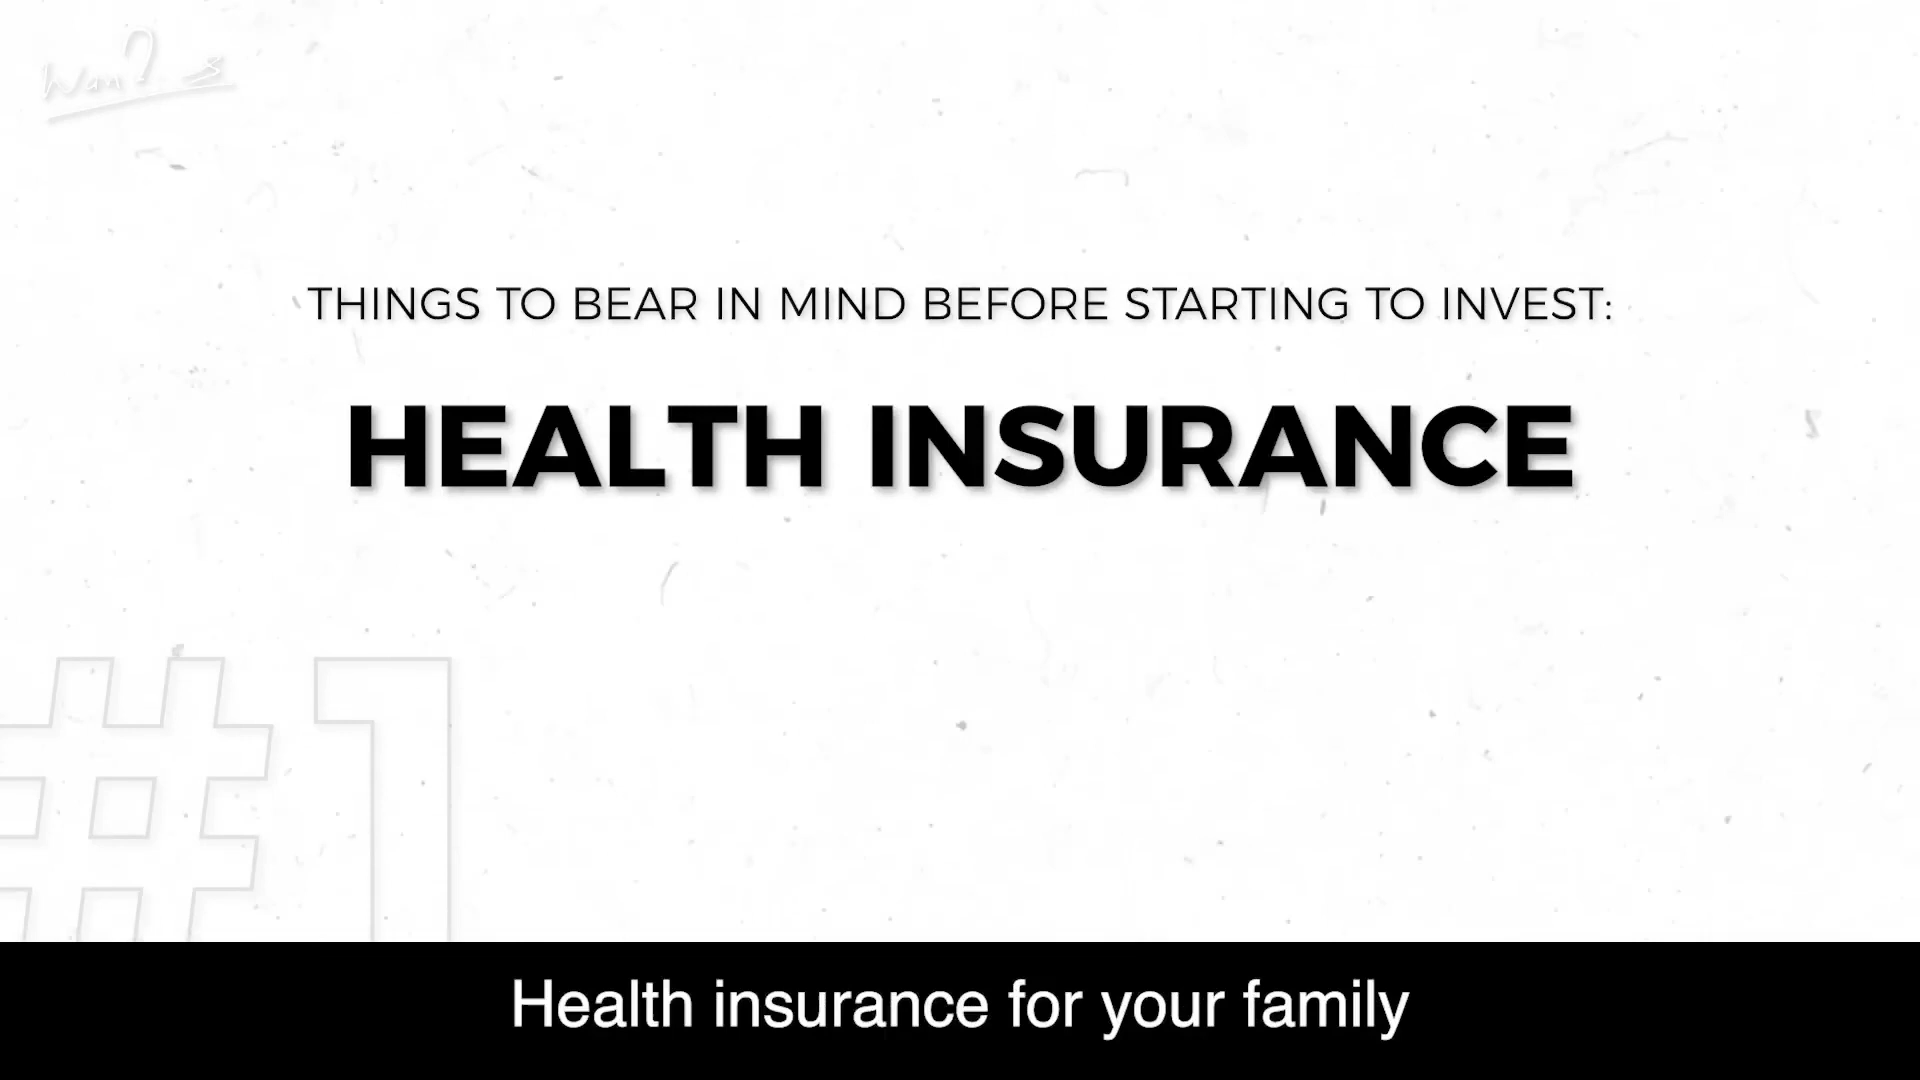 THINGS TO BEAR IN MIND BEFORE STARTING TO INVEST:
HEALTH INSURANCE
#1
Health insurance for your family